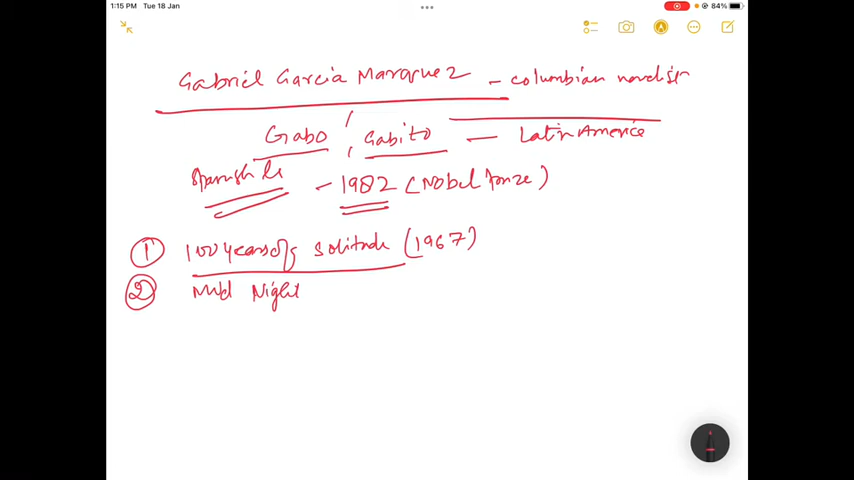 1:15 PM Tue 18 Jan
84%
Gabriel Garcia Marquez - columbian novelist
Gabo, Gabito - Latin America
Spanish - 1982 (Nobel Prize)
① 100 years of solitude (1967)
② Mid Night